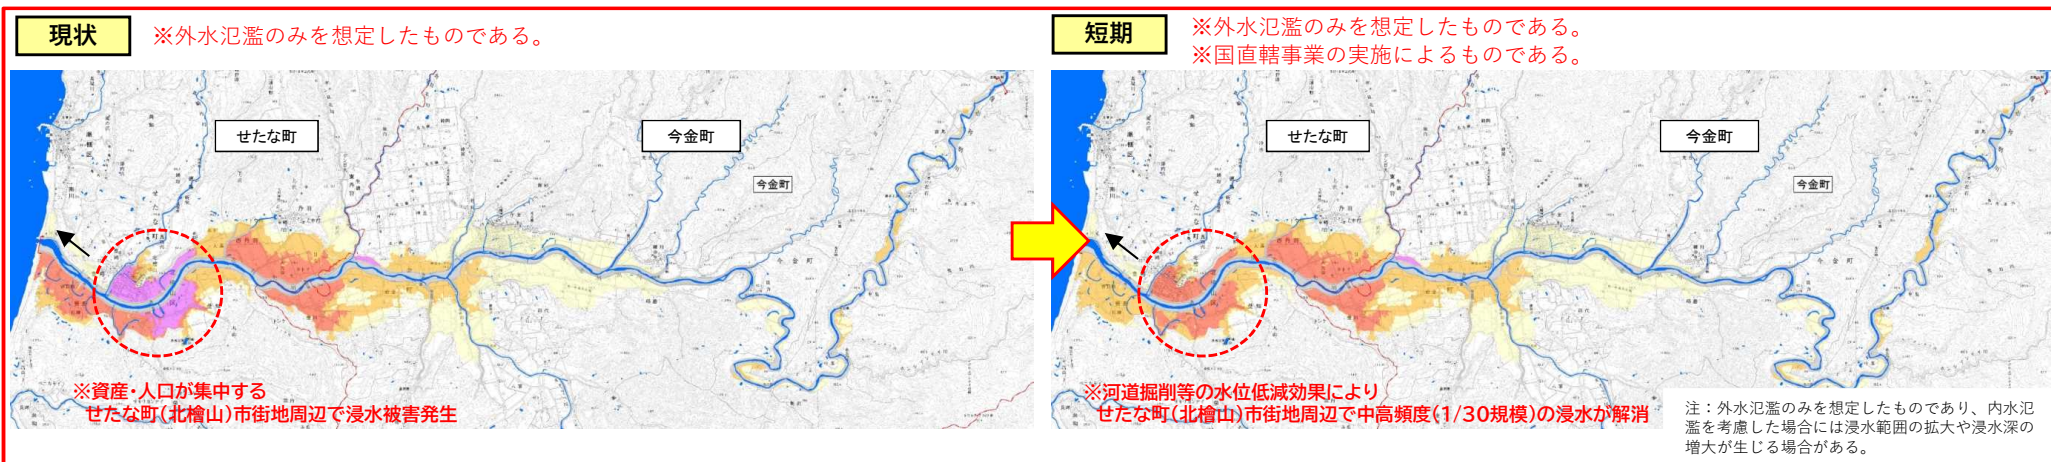 現状
※外水氾濫のみを想定したものである。
せたな町
今金町
今金町
※資産・人口が集中する
せたな町(北檜山)市街地周辺で浸水被害発生
短期
※外水氾濫のみを想定したものである。
※国直轄事業の実施によるものである。
せたな町
今金町
今金町
※河道掘削等の水位低減効果により
せたな町(北檜山)市街地周辺で中高頻度(1/30規模)の浸水が解消
注：外水氾濫のみを想定したものであり、内水氾
濫を考慮した場合には浸水範囲の拡大や浸水深の
増大が生じる場合がある。